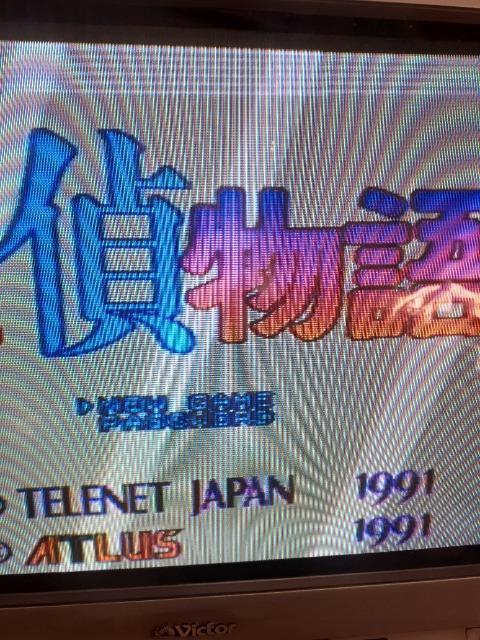 偵物語
NEW GAME
PASSWORD
© TELENET JAPAN 1991
© ATLUS 1991
Victor